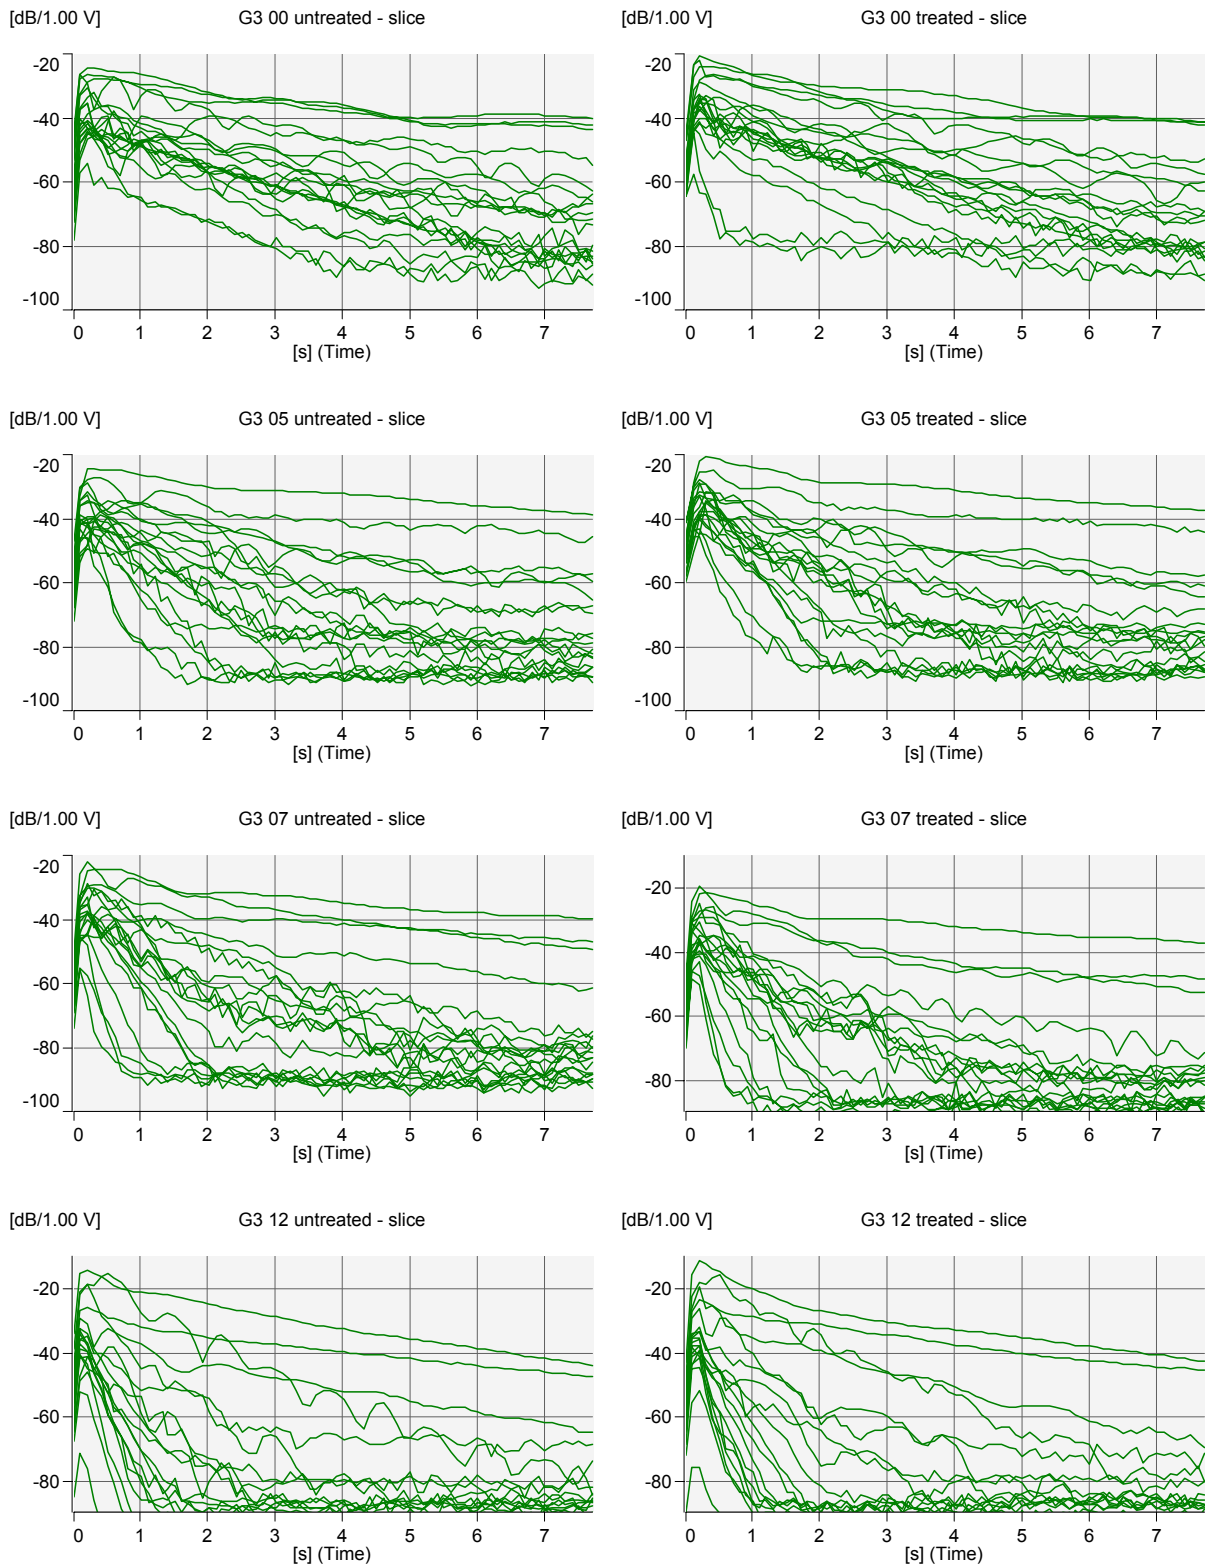 [dB/1.00 V] G3 00 untreated - slice
-20
-40
-60
-80
-100
0 1 2 3 4 5 6 7
[s] (Time)
[dB/1.00 V] G3 00 treated - slice
-20
-40
-60
-80
-100
0 1 2 3 4 5 6 7
[s] (Time)
[dB/1.00 V] G3 05 untreated - slice
-20
-40
-60
-80
-100
0 1 2 3 4 5 6 7
[s] (Time)
[dB/1.00 V] G3 05 treated - slice
-20
-40
-60
-80
-100
0 1 2 3 4 5 6 7
[s] (Time)
[dB/1.00 V] G3 07 untreated - slice
-20
-40
-60
-80
-100
0 1 2 3 4 5 6 7
[s] (Time)
[dB/1.00 V] G3 07 treated - slice
-20
-40
-60
-80
0 1 2 3 4 5 6 7
[s] (Time)
[dB/1.00 V] G3 12 untreated - slice
-20
-40
-60
-80
0 1 2 3 4 5 6 7
[s] (Time)
[dB/1.00 V] G3 12 treated - slice
-20
-40
-60
-80
0 1 2 3 4 5 6 7
[s] (Time)